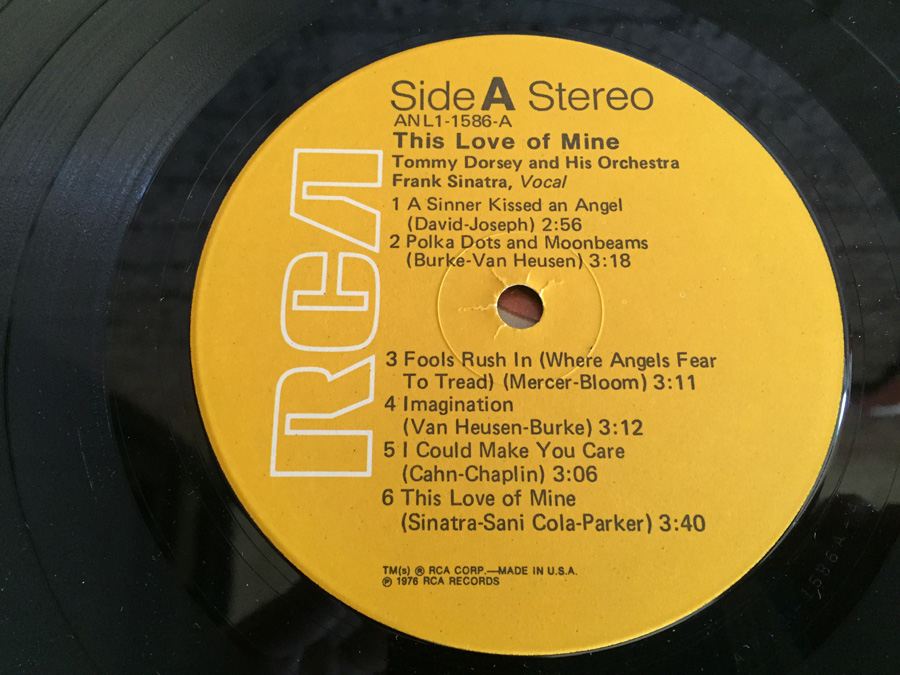 Side A Stereo
ANL1-1586-A
This Love of Mine
Tommy Dorsey and His Orchestra
Frank Sinatra, Vocal
1 A Sinner Kissed an Angel
(David-Joseph) 2:56
2 Polka Dots and Moonbeams
(Burke-Van Heusen) 3:18
3 Fools Rush In (Where Angels Fear
To Tread) (Mercer-Bloom) 3:11
4 Imagination
(Van Heusen-Burke) 3:12
5 I Could Make You Care
(Cahn-Chaplin) 3:06
6 This Love of Mine
(Sinatra-Sani Cola-Parker) 3:40
TM(s) ® RCA CORP.—MADE IN U.S.A.
℗ 1976 RCA RECORDS
RCA
1586A